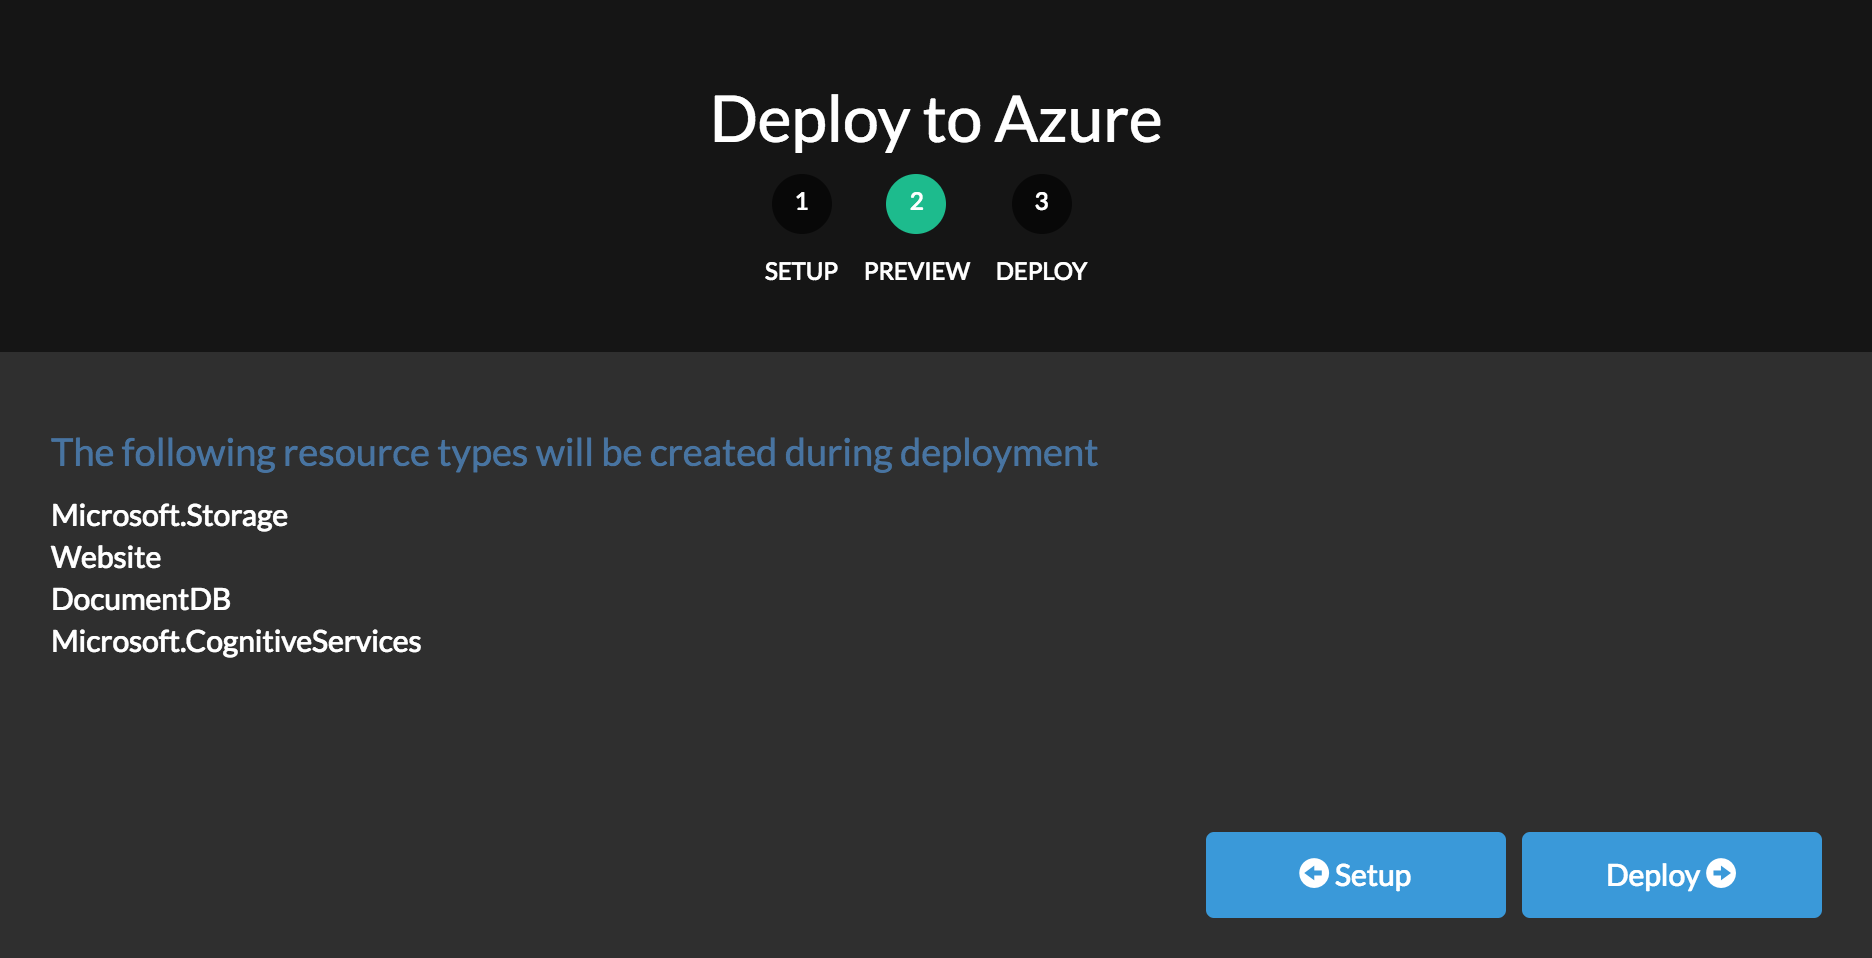 Deploy to Azure
1 2 3
SETUP PREVIEW DEPLOY
The following resource types will be created during deployment
Microsoft.Storage
Website
DocumentDB
Microsoft.CognitiveServices
Setup Deploy